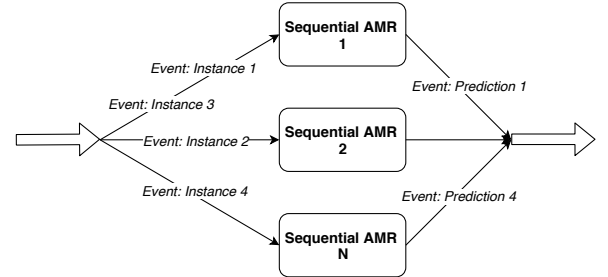 Sequential AMR
1
Event: Instance 1
Event: Prediction 1
Event: Instance 3
Sequential AMR
2
Event: Instance 2
Event: Instance 4
Event: Prediction 4
Sequential AMR
N